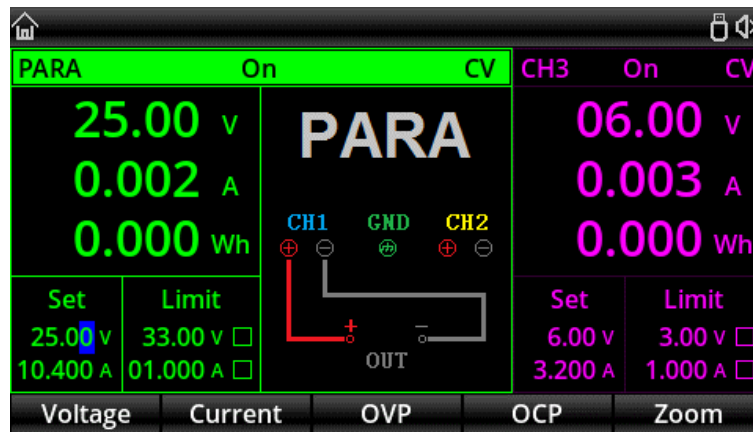 PARA On CV CH3 On CV
25.00 V PARA 06.00 V
0.002 A 0.003 A
0.000 Wh CH1 GND CH2 0.000 Wh
Set Limit Set Limit
25.00 V 33.00 V + − 6.00 V 3.00 V
10.400 A 01.000 A OUT 3.200 A 1.000 A
Voltage Current OVP OCP Zoom